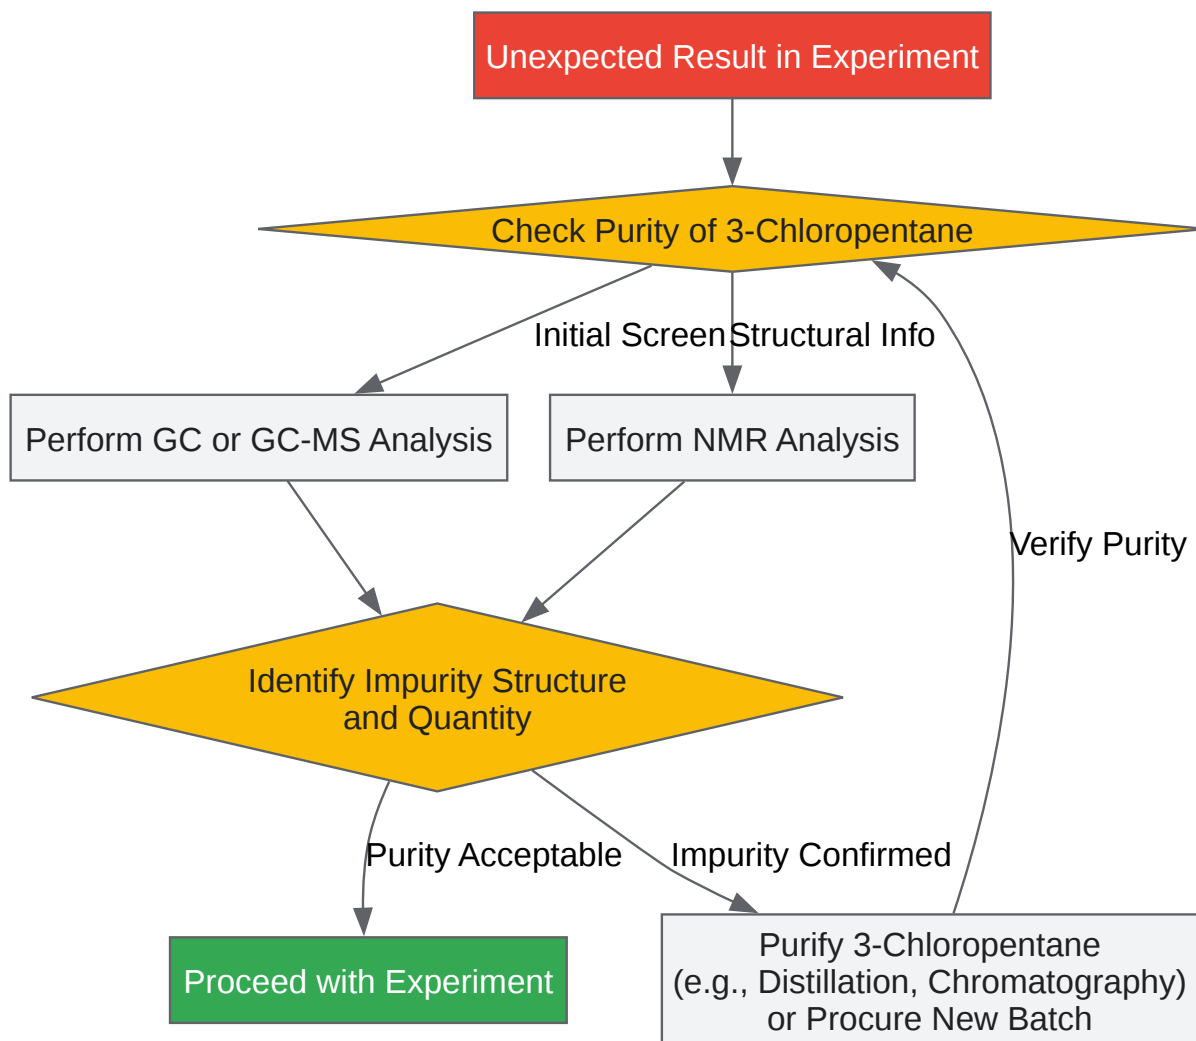 Unexpected Result in Experiment
Check Purity of 3-Chloropentane
Initial Screen
Structural Info
Perform GC or GC-MS Analysis
Perform NMR Analysis
Verify Purity
Identify Impurity Structure
and Quantity
Purity Acceptable
Impurity Confirmed
Proceed with Experiment
Purify 3-Chloropentane
(e.g., Distillation, Chromatography)
or Procure New Batch